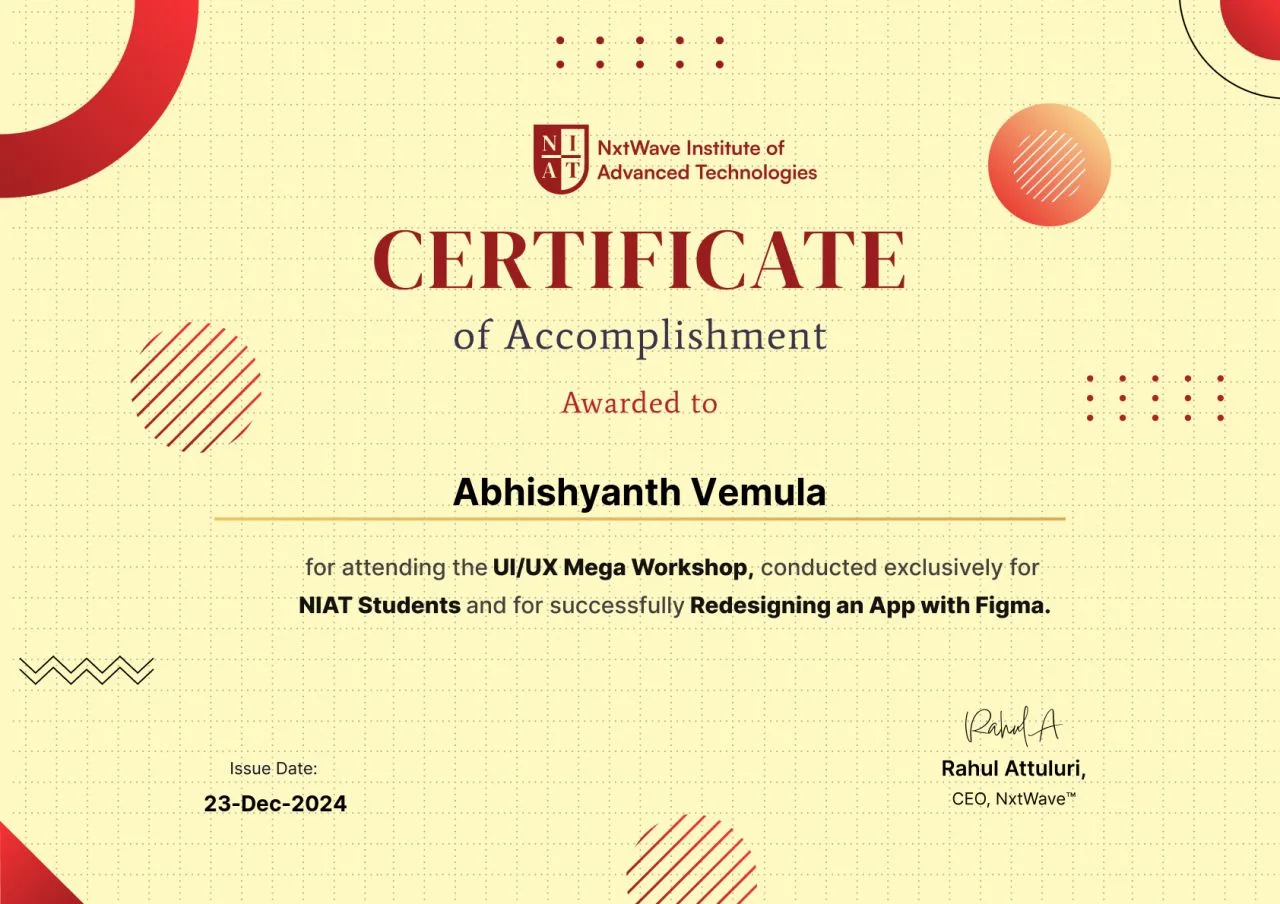 N I
A T
NxtWave Institute of
Advanced Technologies
CERTIFICATE
of Accomplishment
Awarded to
Abhishyanth Vemula
for attending the UI/UX Mega Workshop, conducted exclusively for
NIAT Students and for successfully Redesigning an App with Figma.
Rahul A
Issue Date:
23-Dec-2024
Rahul Attuluri,
CEO, NxtWave™